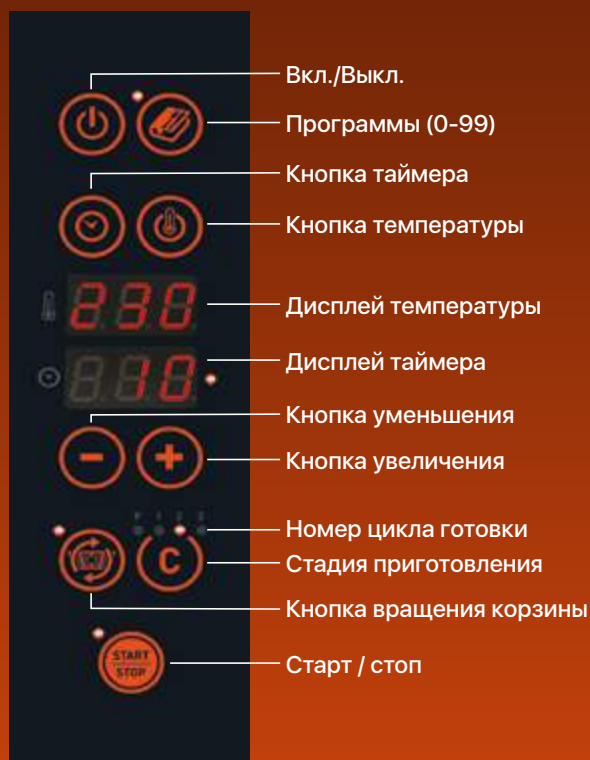 Вкл./Выкл.
Программы (0-99)
Кнопка таймера
Кнопка температуры
230
Дисплей температуры
10
Дисплей таймера
Кнопка уменьшения
Кнопка увеличения
Номер цикла готовки
C
Стадия приготовления
Кнопка вращения корзины
START
STOP
Старт / стоп